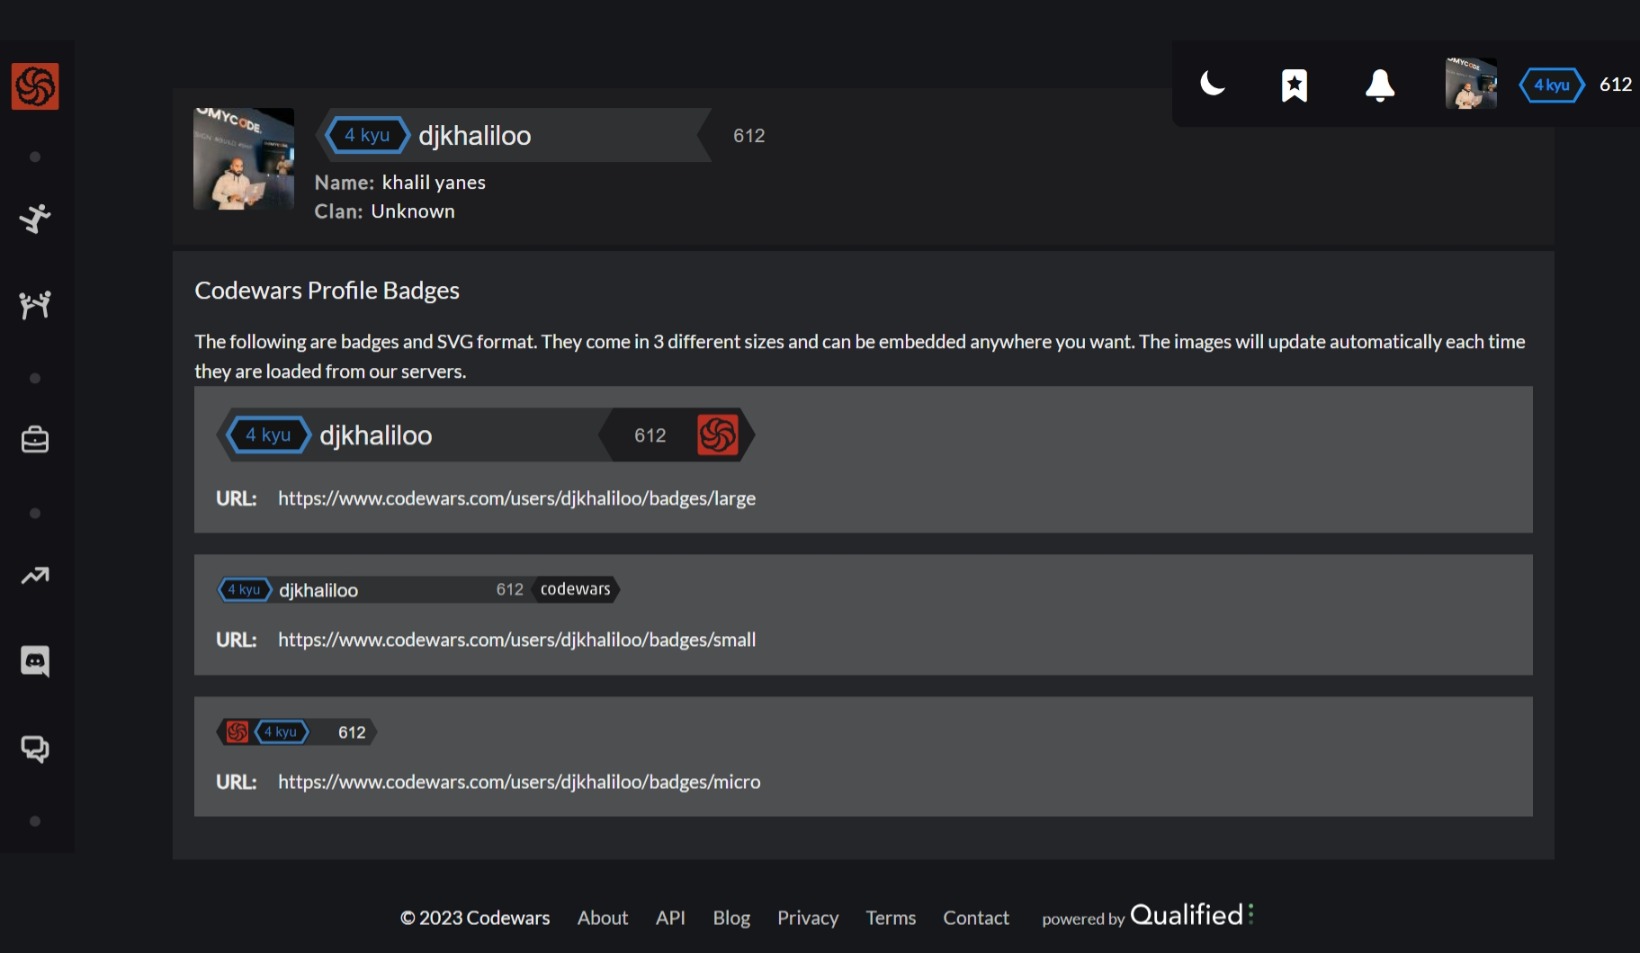 4 kyu 612
OMYCODE.
4 kyu djkhaliloo 612
Name: khalil yanes
Clan: Unknown
Codewars Profile Badges
The following are badges and SVG format. They come in 3 different sizes and can be embedded anywhere you want. The images will update automatically each time
they are loaded from our servers.
4 kyu djkhaliloo 612
URL: https://www.codewars.com/users/djkhaliloo/badges/large
4 kyu djkhaliloo 612 codewars
URL: https://www.codewars.com/users/djkhaliloo/badges/small
4 kyu 612
URL: https://www.codewars.com/users/djkhaliloo/badges/micro
© 2023 Codewars About API Blog Privacy Terms Contact powered by Qualified